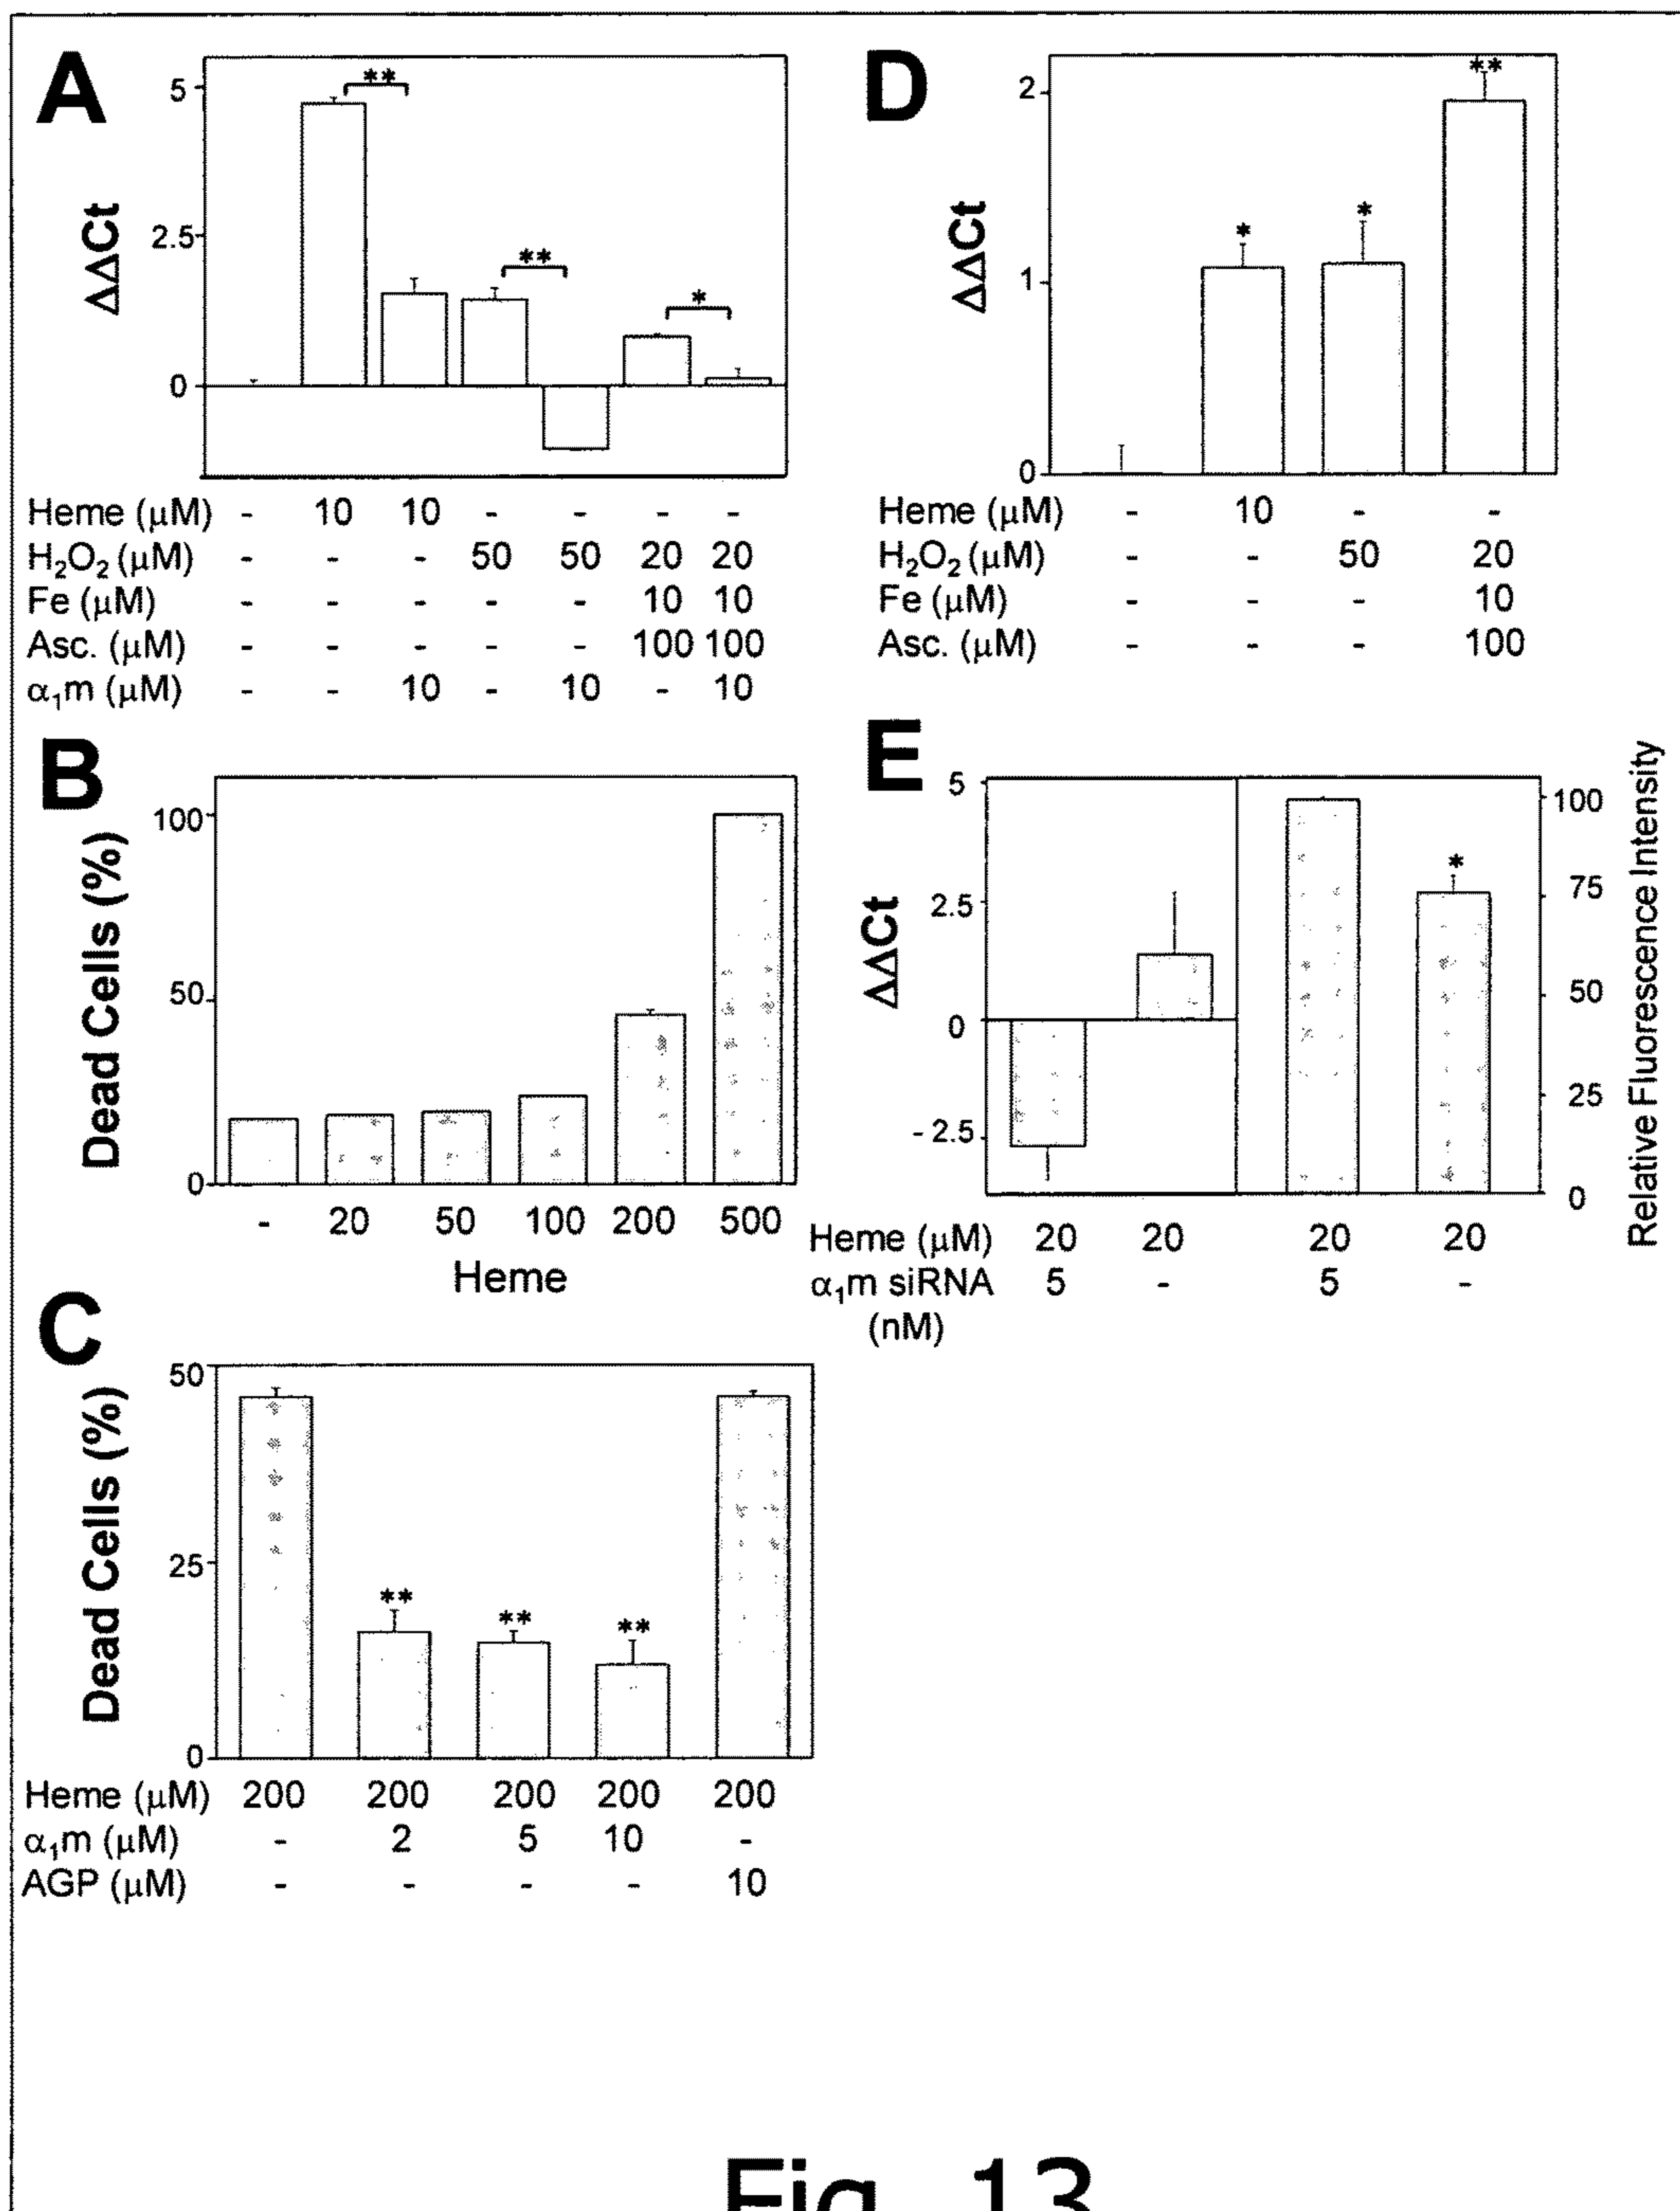 A
**
5
ΔΔCt
2.5
**
*
0
Heme (μM) - 10 10 - - - -
H₂O₂ (μM) - - - 50 50 20 20
Fe (μM) - - - - - 10 10
Asc. (μM) - - - - - 100 100
α₁m (μM) - - 10 - 10 - 10
B
100
Dead Cells (%)
50
0
- 20 50 100 200 500
Heme
C
50
Dead Cells (%)
25
** ** **
0
Heme (μM) 200 200 200 200 200
α₁m (μM) - 2 5 10 -
AGP (μM) - - - - 10
D
**
2
ΔΔCt
* *
1
0
Heme (μM) - 10 - -
H₂O₂ (μM) - - 50 20
Fe (μM) - - - 10
Asc. (μM) - - - 100
E
5
ΔΔCt
2.5
0
- 2.5
*
100
75
50
25
0
Relative Fluorescence Intensity
Heme (μM) 20 20 20 20
α₁m siRNA 5 - 5 -
(nM)
Fig. 13